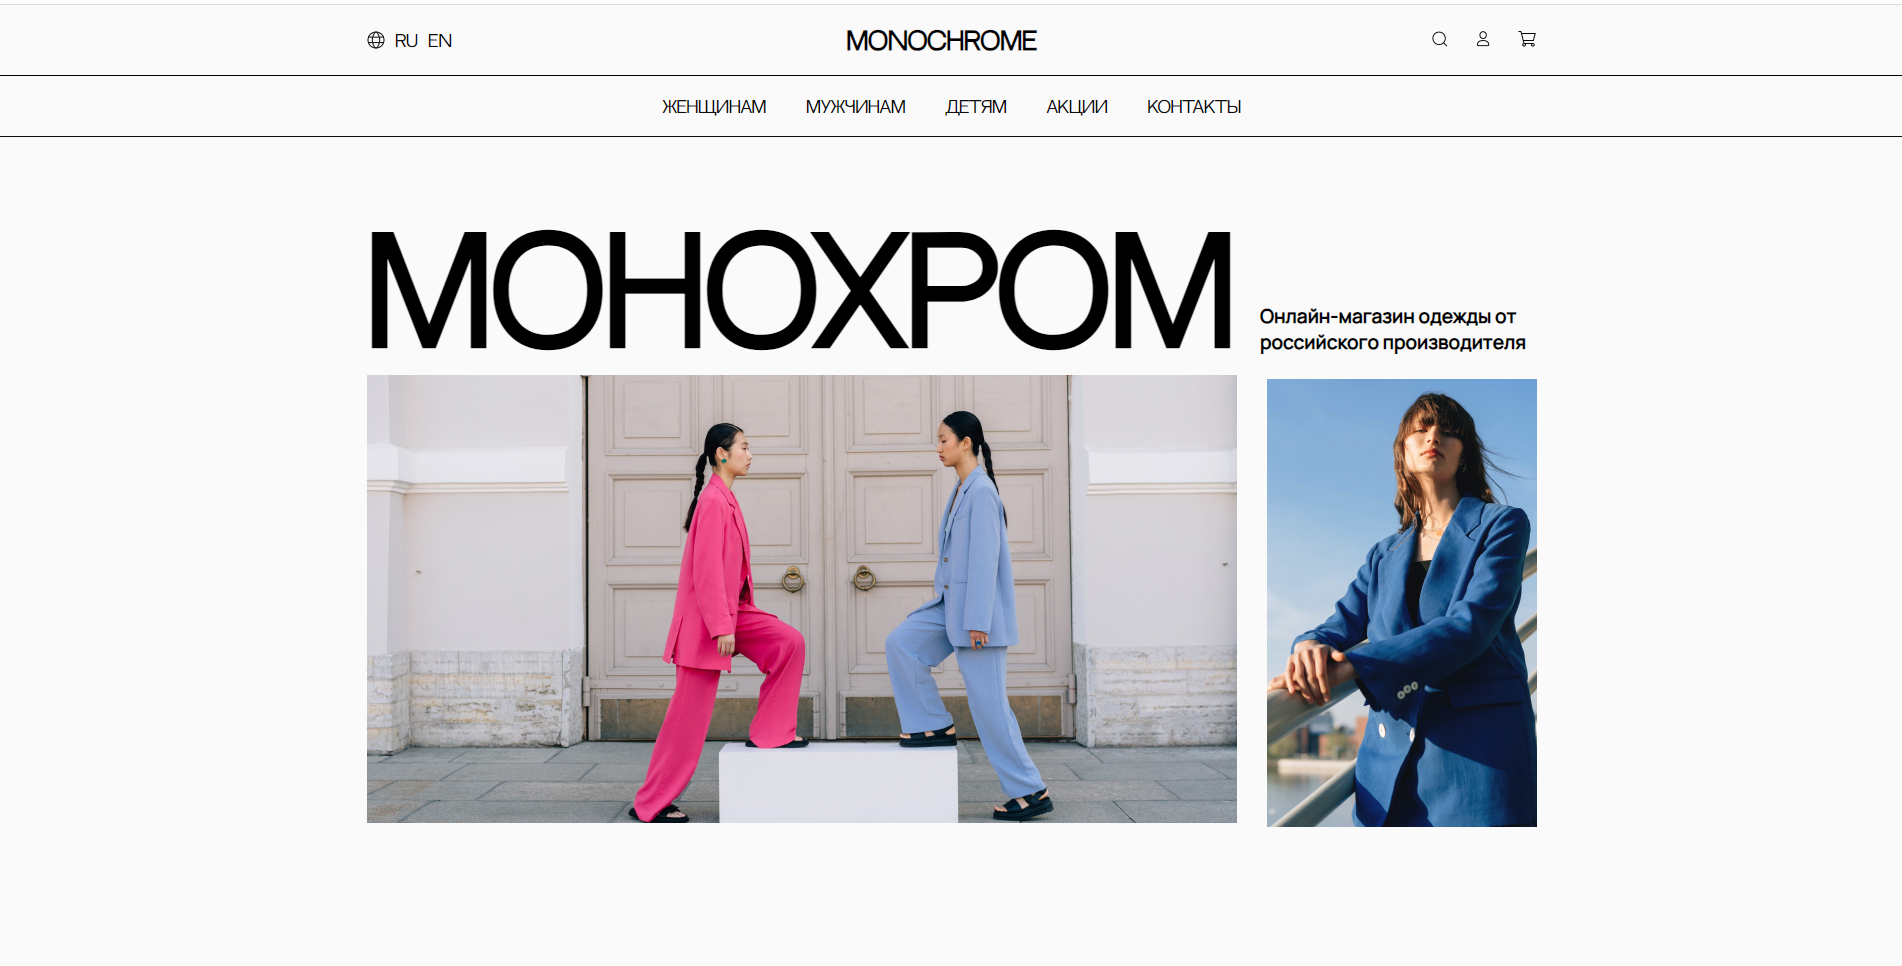 RU EN
MONOCHROME
ЖЕНЩИНАМ МУЖЧИНАМ ДЕТЯМ АКЦИИ КОНТАКТЫ
МОНОХРОМ
Онлайн-магазин одежды от
российского производителя